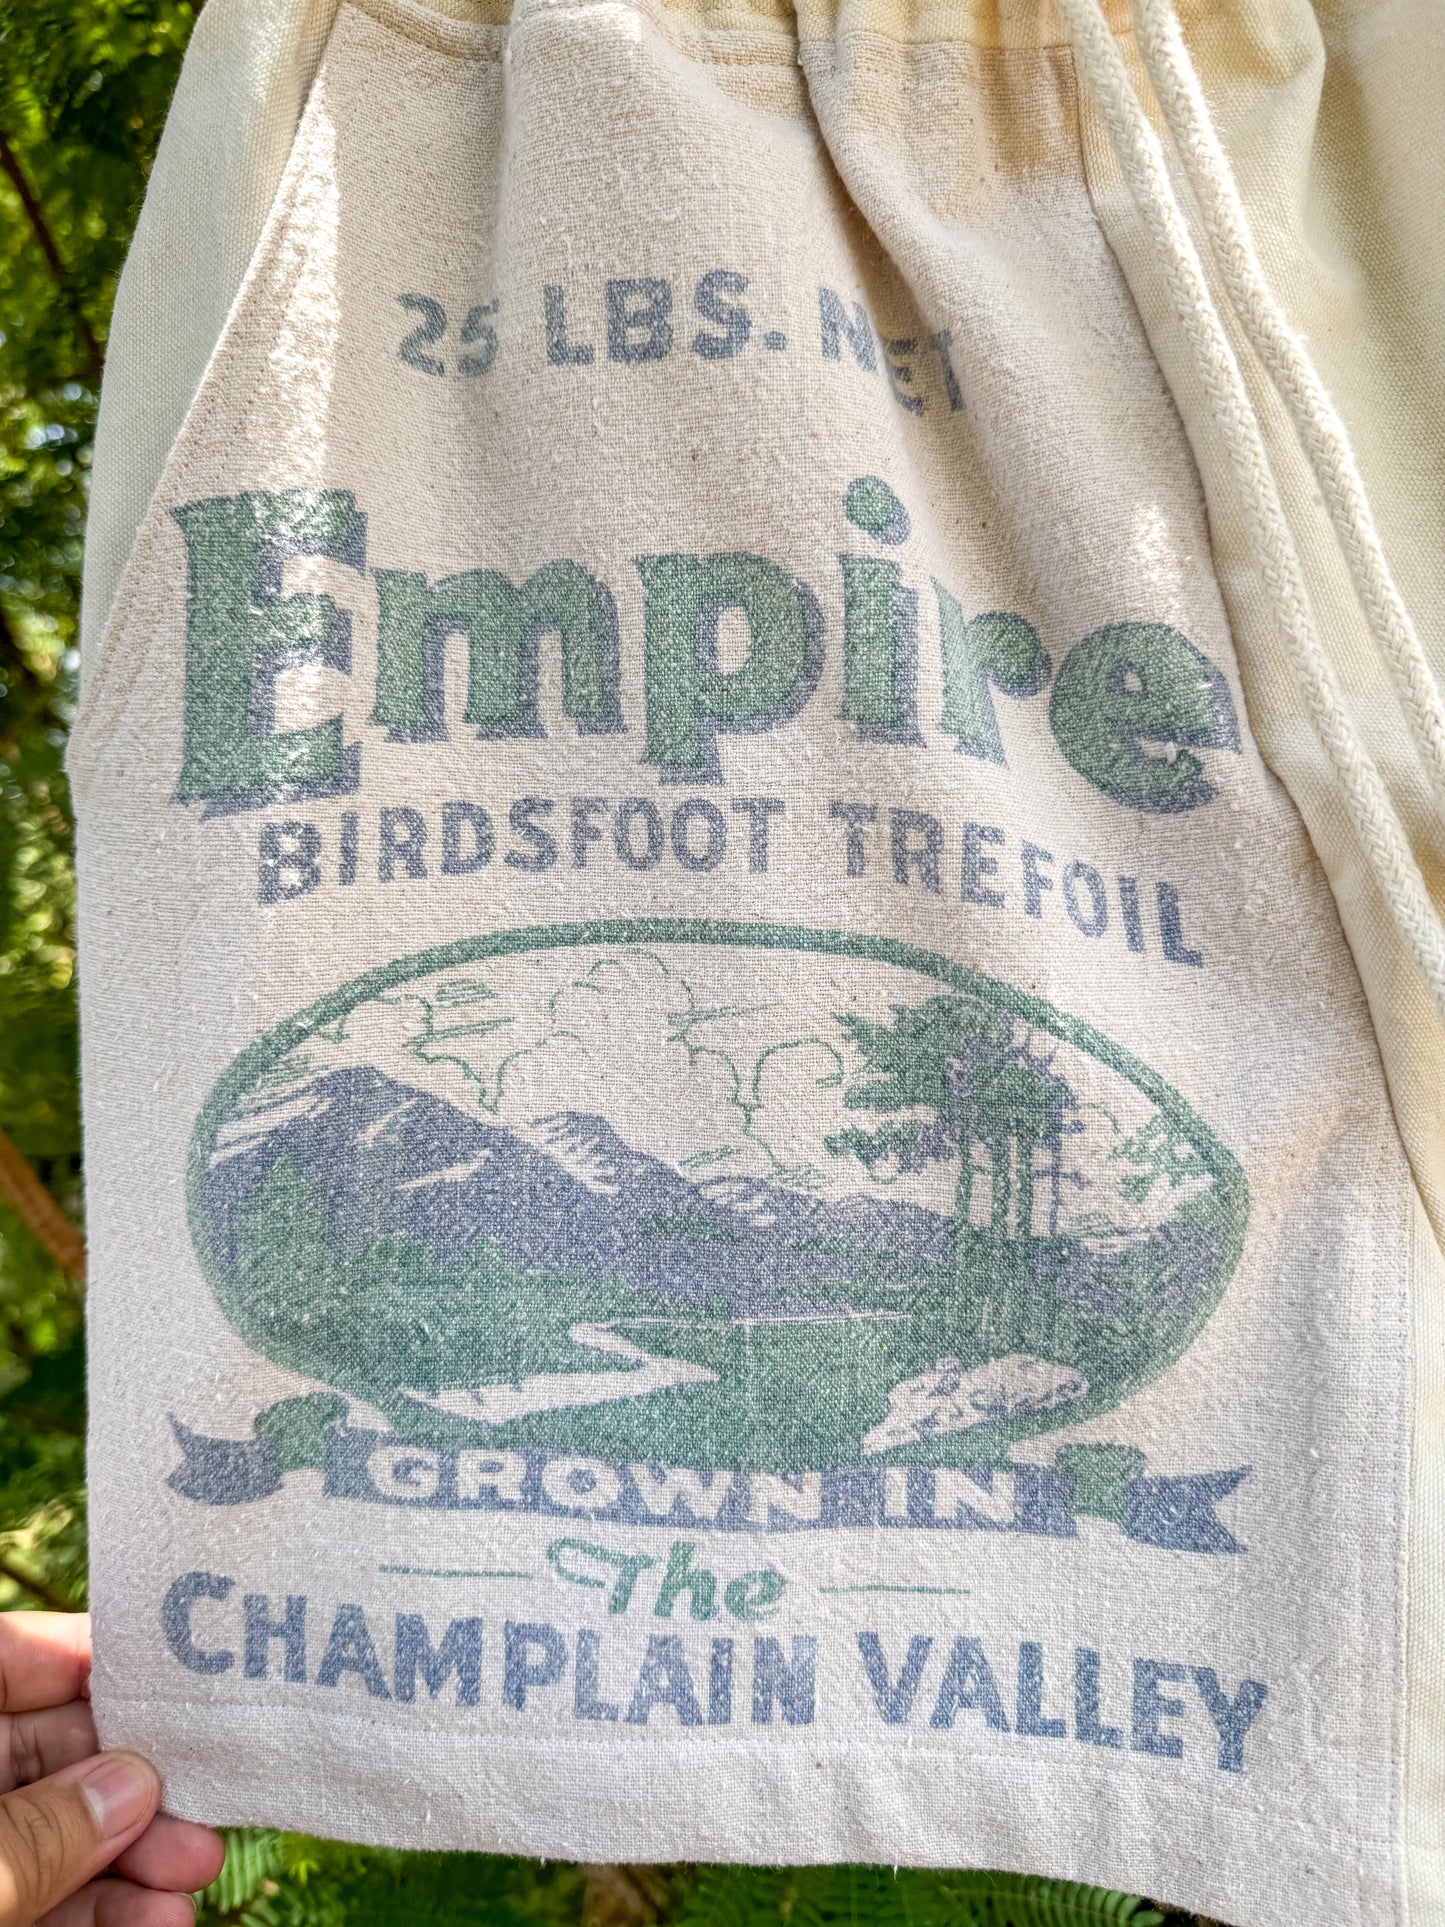 25 LBS. NET
Empire
BIRDSFOOT TREFOIL
GROWN IN
The
CHAMPLAIN VALLEY